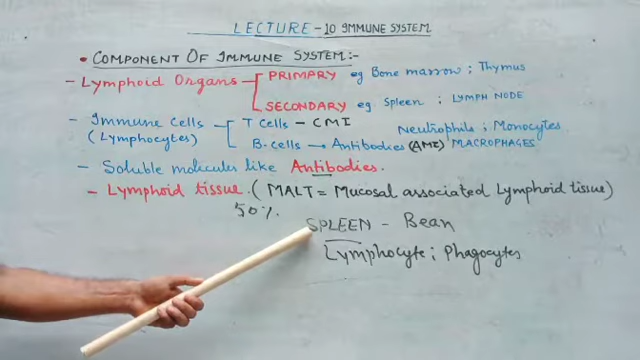 LECTURE - 10 IMMUNE SYSTEM
• COMPONENT OF IMMUNE SYSTEM:-
- Lymphoid Organs - PRIMARY eg Bone marrow ; Thymus
SECONDARY eg. Spleen ; LYMPH NODE
- Immune Cells - T Cells - CMI Neutrophils ; Monocytes
(Lymphocytes) B.cells → Antibodies (AMI) MACROPHAGES
- Soluble molecules like Antibodies.
- Lymphoid tissue. (MALT = Mucosal associated Lymphoid tissue)
50%. SPLEEN - Bean
Lymphocyte ; Phagocytes